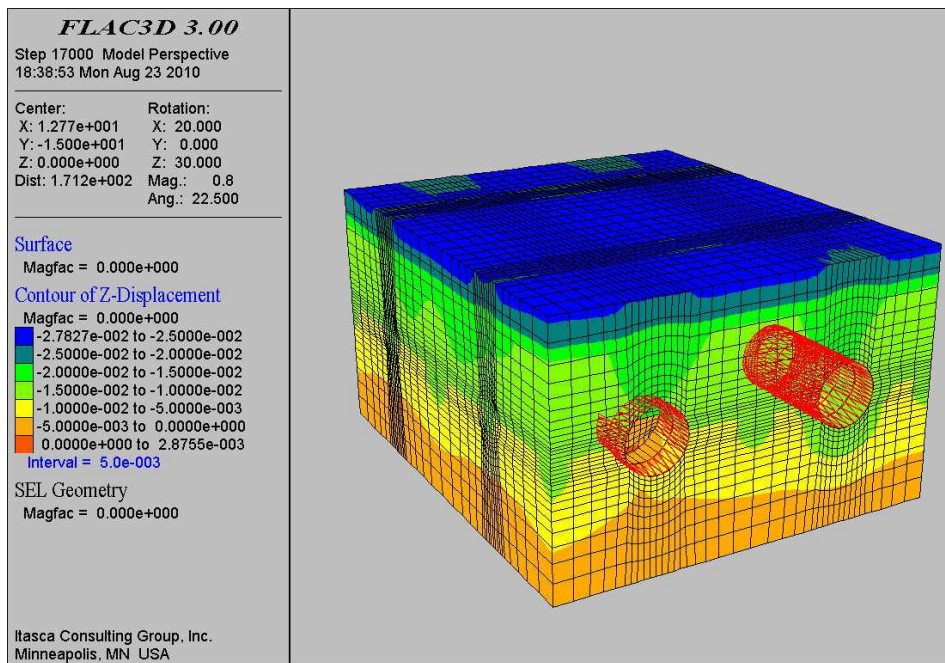 FLAC3D 3.00
Step 17000 Model Perspective
18:38:53 Mon Aug 23 2010
Center:
X: 1.277e+001
Y: -1.500e+001
Z: 0.000e+000
Dist: 1.712e+002
Rotation:
X: 20.000
Y: 0.000
Z: 30.000
Mag.: 0.8
Ang.: 22.500
Surface
Magfac = 0.000e+000
Contour of Z-Displacement
Magfac = 0.000e+000
-2.7827e-002 to -2.5000e-002
-2.5000e-002 to -2.0000e-002
-2.0000e-002 to -1.5000e-002
-1.5000e-002 to -1.0000e-002
-1.0000e-002 to -5.0000e-003
-5.0000e-003 to 0.0000e+000
0.0000e+000 to 2.8755e-003
Interval = 5.0e-003
SEL Geometry
Magfac = 0.000e+000
Itasca Consulting Group, Inc.
Minneapolis, MN USA